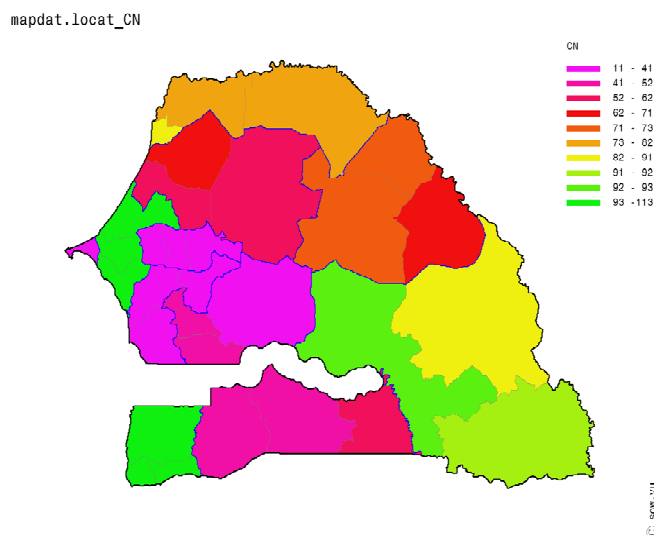 mapdat.locat_CN
CN
11 - 41
41 - 52
52 - 62
62 - 71
71 - 73
73 - 82
82 - 91
91 - 92
92 - 93
93 -113